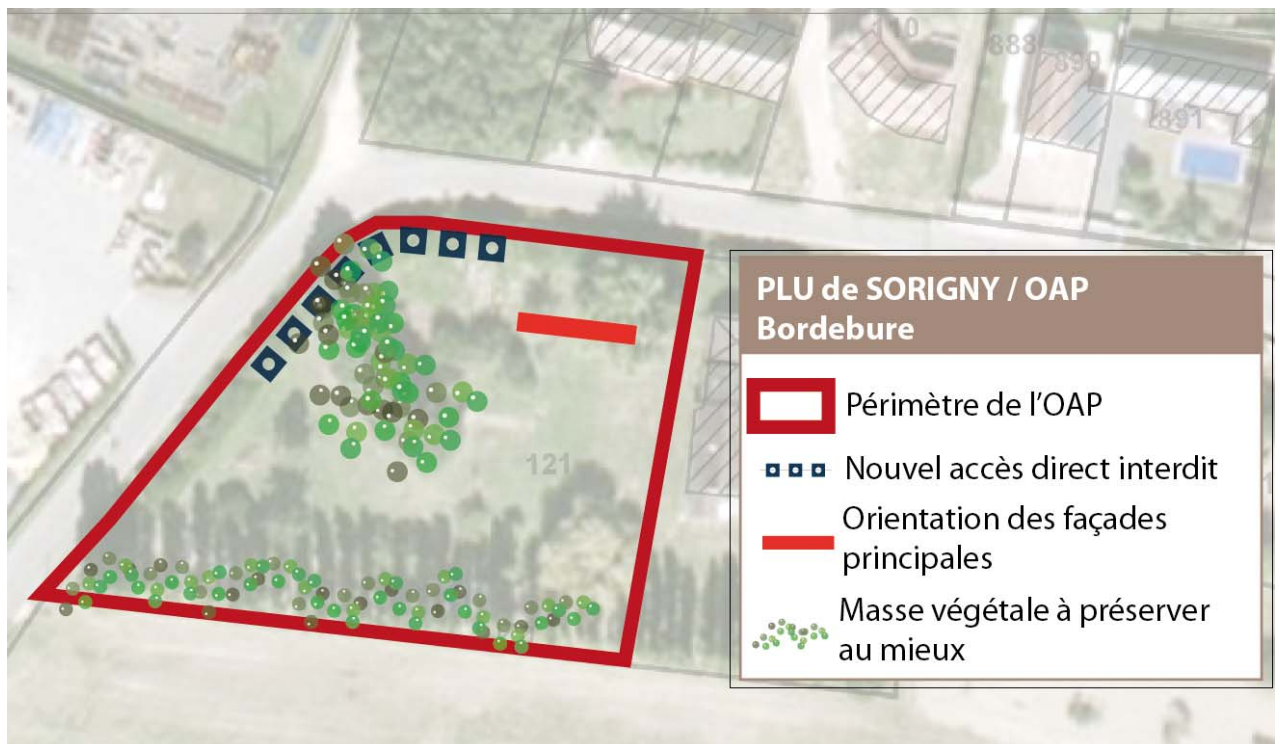 110
888
890
891
121
PLU de SORIGNY / OAP
Bordebure
Périmètre de l'OAP
Nouvel accès direct interdit
Orientation des façades
principales
Masse végétale à préserver
au mieux